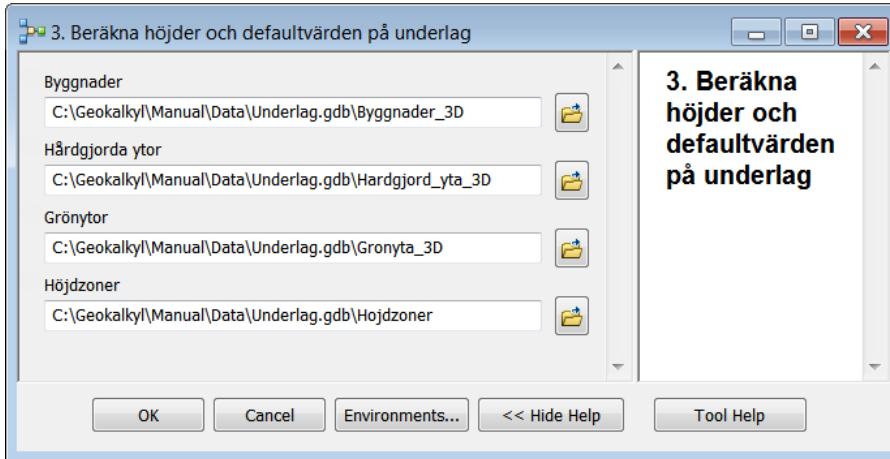 3. Beräkna höjder och defaultvärden på underlag
Byggnader
C:\Geokalkyl\Manual\Data\Underlag.gdb\Byggnader_3D
Hårdgjorda ytor
C:\Geokalkyl\Manual\Data\Underlag.gdb\Hardgjord_yta_3D
Grönytor
C:\Geokalkyl\Manual\Data\Underlag.gdb\Gronyta_3D
Höjdzoner
C:\Geokalkyl\Manual\Data\Underlag.gdb\Hojdzoner
3. Beräkna
höjder och
defaultvärden
på underlag
OK
Cancel
Environments...
<< Hide Help
Tool Help